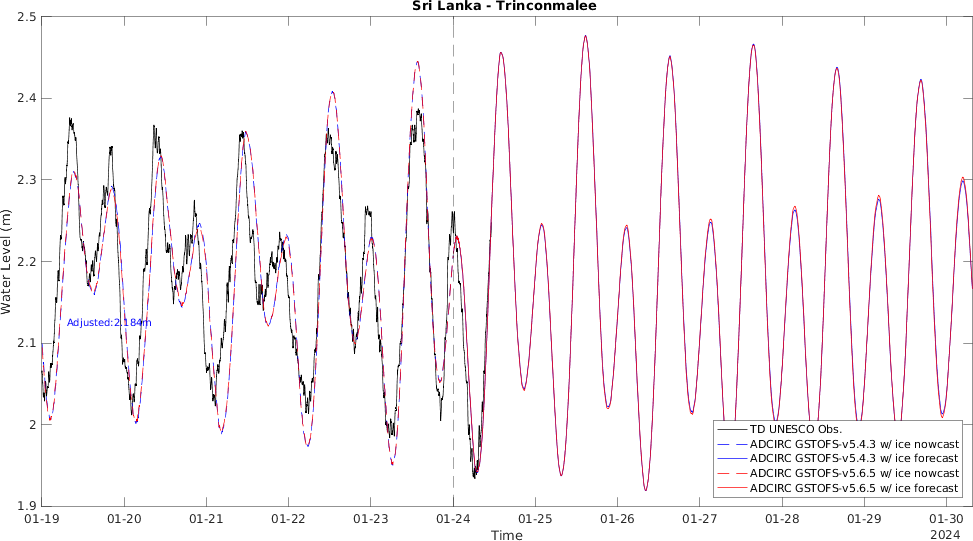 Sri Lanka - Trinconmalee
2.5
2.4
2.3
2.2
2.1
2
1.9
Water Level (m)
Adjusted:2.184m
TD UNESCO Obs.
ADCIRC GSTOFS-v5.4.3 w/ ice nowcast
ADCIRC GSTOFS-v5.4.3 w/ ice forecast
ADCIRC GSTOFS-v5.6.5 w/ ice nowcast
ADCIRC GSTOFS-v5.6.5 w/ ice forecast
01-19 01-20 01-21 01-22 01-23 01-24 01-25 01-26 01-27 01-28 01-29 01-30
2024
Time